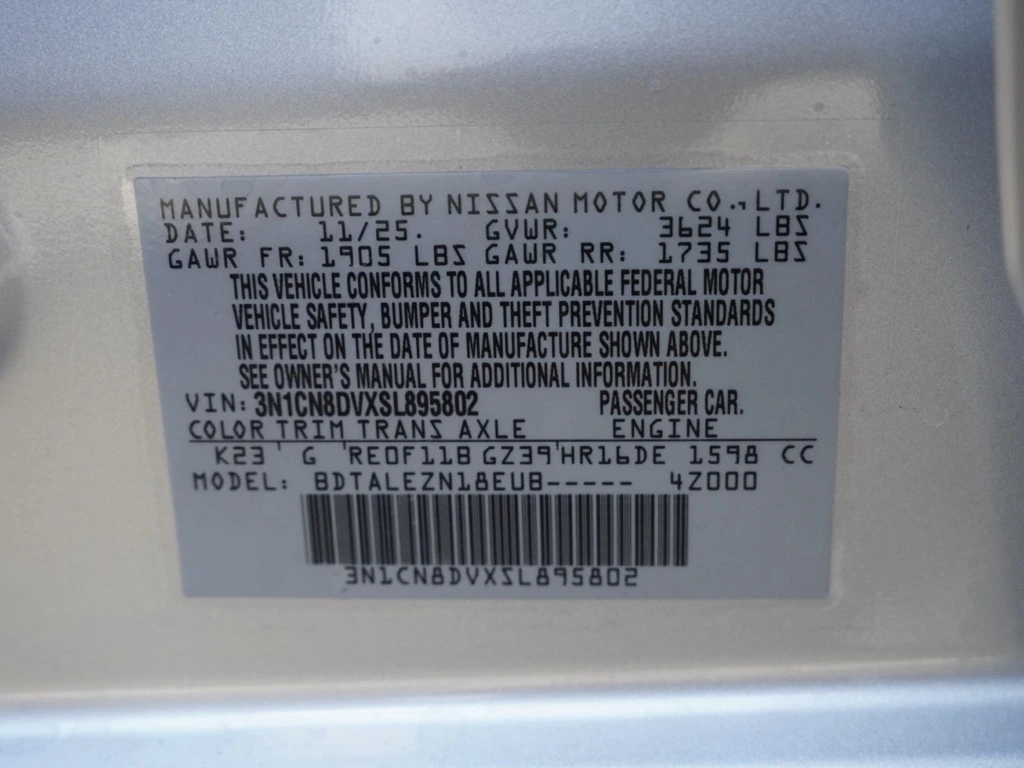 MANUFACTURED BY NISSAN MOTOR CO., LTD.
DATE: 11/25. GVWR: 3624 LBS
GAWR FR: 1905 LBS GAWR RR: 1735 LBS
THIS VEHICLE CONFORMS TO ALL APPLICABLE FEDERAL MOTOR
VEHICLE SAFETY, BUMPER AND THEFT PREVENTION STANDARDS
IN EFFECT ON THE DATE OF MANUFACTURE SHOWN ABOVE.
SEE OWNER'S MANUAL FOR ADDITIONAL INFORMATION.
VIN: 3N1CN8DVXSL895802 PASSENGER CAR.
COLOR TRIM TRANS AXLE ENGINE
K23 G RE0F11B GZ39 HR16DE 1598 CC
MODEL: BDTALEZN18EUB----- 4Z000
3N1CN8DVXSL895802